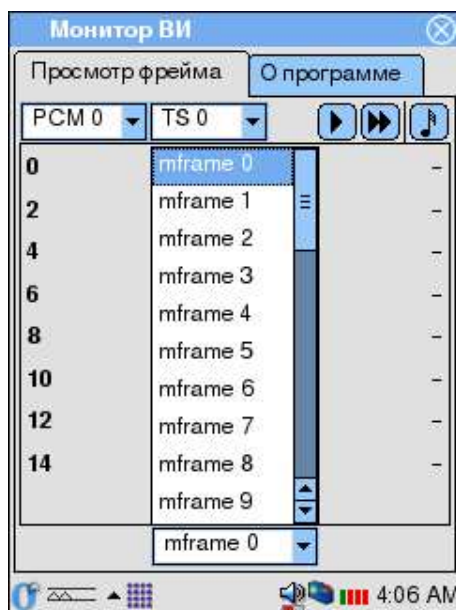 Монитор ВИ
Просмотр фрейма
О программе
PCM 0
TS 0
0
mframe 0
–
mframe 1
2
–
mframe 2
4
–
mframe 3
6
mframe 4
–
8
mframe 5
–
10
mframe 6
–
12
mframe 7
–
14
mframe 8
–
mframe 9
mframe 0
4:06 AM